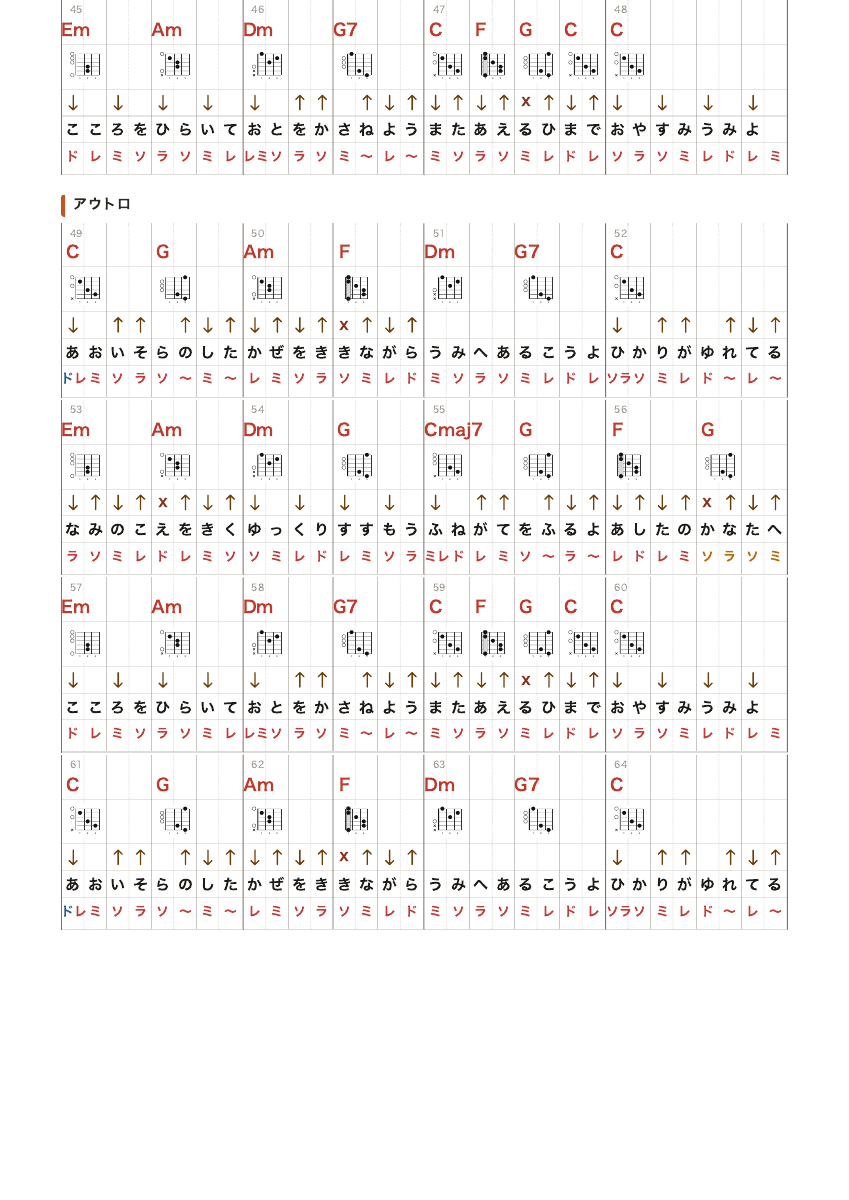 45 46 47 48
Em Am Dm G7 C F G C C
↓ ↓ ↓ ↓ ↓ ↑ ↑ ↑ ↓ ↑ ↓ ↑ ↓ ↑ x ↑ ↓ ↑ ↓ ↓ ↓ ↓
こ こ ろ を ひ ら い て お と を か さ ね よ う ま た あ え る ひ ま で お や す み う み よ
ド レ ミ ソ ラ ソ ミ レ レミソ ラ ソ ミ 〜 レ 〜 ミ ソ ラ ソ ミ レ ド レ ソ ラ ソ ミ レ ド レ ミ
アウトロ
49 50 51 52
C G Am F Dm G7 C
↓ ↑ ↑ ↑ ↓ ↑ ↓ ↑ ↓ ↑ x ↑ ↓ ↑ ↓ ↑ ↑ ↑ ↓ ↑
あ お い そ ら の し た か ぜ を き き な が ら う み へ あ る こ う よ ひ か り が ゆ れ て る
ドレミ ソ ラ ソ 〜 ミ 〜 レ ミ ソ ラ ソ ミ レ ド ミ ソ ラ ソ ミ レ ド レ ソラソ ミ レ ド 〜 レ 〜
53 54 55 56
Em Am Dm G Cmaj7 G F G
↓ ↑ ↓ ↑ x ↑ ↓ ↑ ↓ ↓ ↓ ↓ ↓ ↑ ↑ ↑ ↓ ↑ ↓ ↑ ↓ ↑ x ↑ ↓ ↑
な み の こ え を き く ゆ っ く り す す も う ふ ね が て を ふ る よ あ し た の か な た へ
ラ ソ ミ レ ド レ ミ ソ ソ ミ レ ド レ ミ ソ ラ ミレド レ ミ ソ 〜 ラ 〜 レ ド レ ミ ソ ラ ソ ミ
57 58 59 60
Em Am Dm G7 C F G C C
↓ ↓ ↓ ↓ ↓ ↑ ↑ ↑ ↓ ↑ ↓ ↑ ↓ ↑ x ↑ ↓ ↑ ↓ ↓ ↓ ↓
こ こ ろ を ひ ら い て お と を か さ ね よ う ま た あ え る ひ ま で お や す み う み よ
ド レ ミ ソ ラ ソ ミ レ レミソ ラ ソ ミ 〜 レ 〜 ミ ソ ラ ソ ミ レ ド レ ソ ラ ソ ミ レ ド レ ミ
61 62 63 64
C G Am F Dm G7 C
↓ ↑ ↑ ↑ ↓ ↑ ↓ ↑ ↓ ↑ x ↑ ↓ ↑ ↓ ↑ ↑ ↑ ↓ ↑
あ お い そ ら の し た か ぜ を き き な が ら う み へ あ る こ う よ ひ か り が ゆ れ て る
ドレミ ソ ラ ソ 〜 ミ 〜 レ ミ ソ ラ ソ ミ レ ド ミ ソ ラ ソ ミ レ ド レ ソラソ ミ レ ド 〜 レ 〜